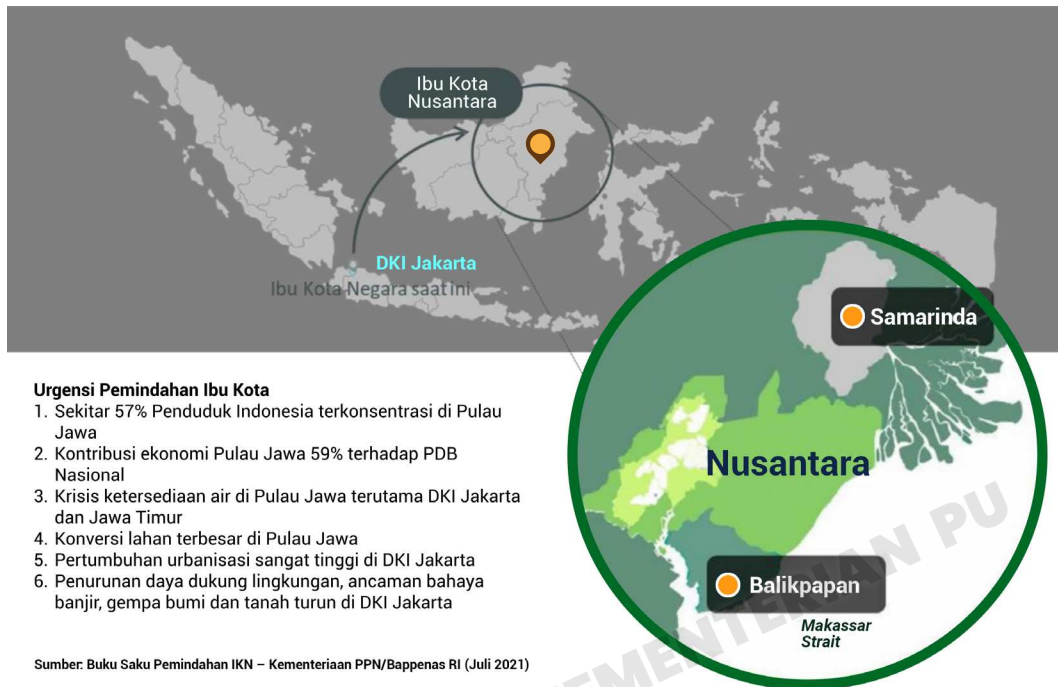 Ibu Kota
Nusantara
DKI Jakarta
Ibu Kota Negara saat ini
Samarinda
Nusantara
Balikpapan
Makassar
Strait
Urgensi Pemindahan Ibu Kota
1. Sekitar 57% Penduduk Indonesia terkonsentrasi di Pulau
Jawa
2. Kontribusi ekonomi Pulau Jawa 59% terhadap PDB
Nasional
3. Krisis ketersediaan air di Pulau Jawa terutama DKI Jakarta
dan Jawa Timur
4. Konversi lahan terbesar di Pulau Jawa
5. Pertumbuhan urbanisasi sangat tinggi di DKI Jakarta
6. Penurunan daya dukung lingkungan, ancaman bahaya
banjir, gempa bumi dan tanah turun di DKI Jakarta
Sumber: Buku Saku Pemindahan IKN – Kementeriaan PPN/Bappenas RI (Juli 2021)
EMENTERIAN PU